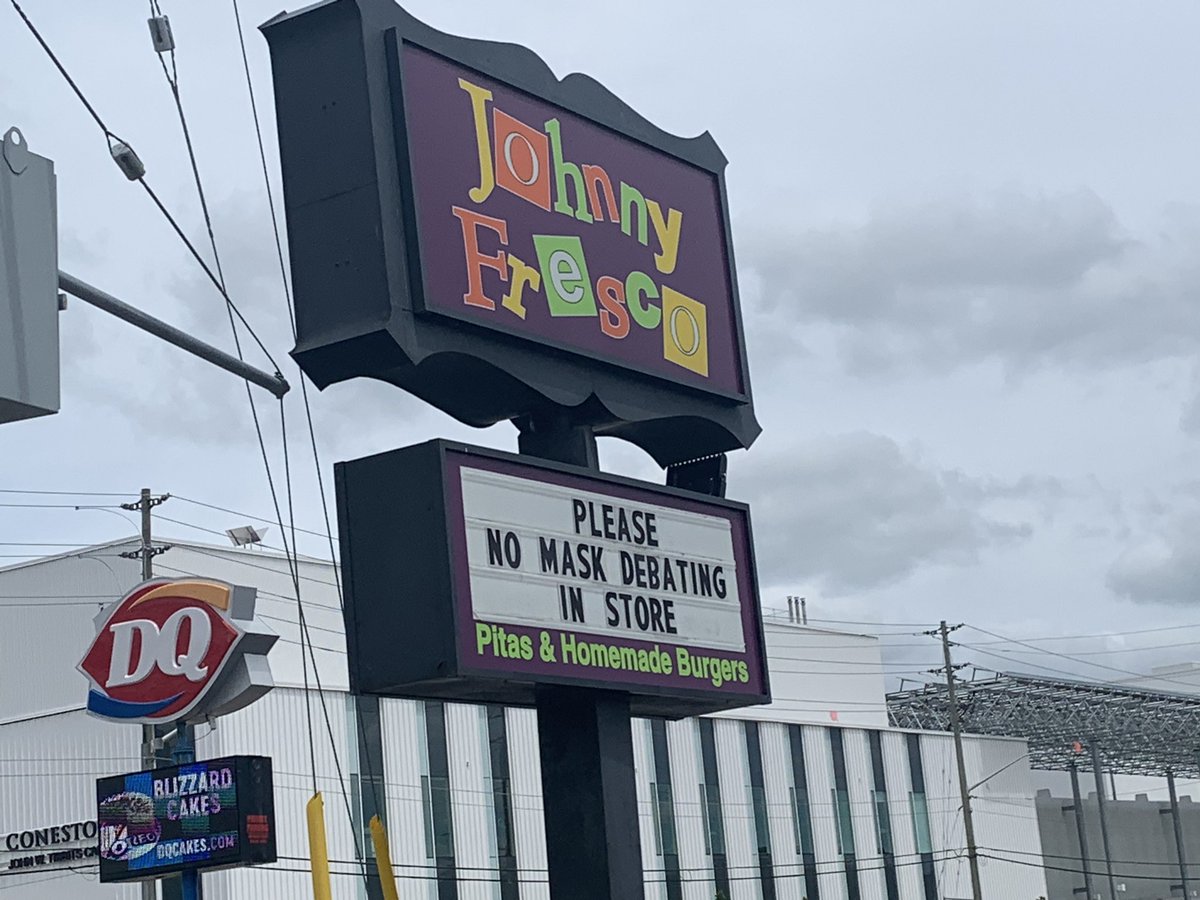 Johnny
Fresco
PLEASE
NO MASK DEBATING
IN STORE
Pitas & Homemade Burgers
DQ
BLIZZARD
CAKES
DQCAKES.COM
CONESTO